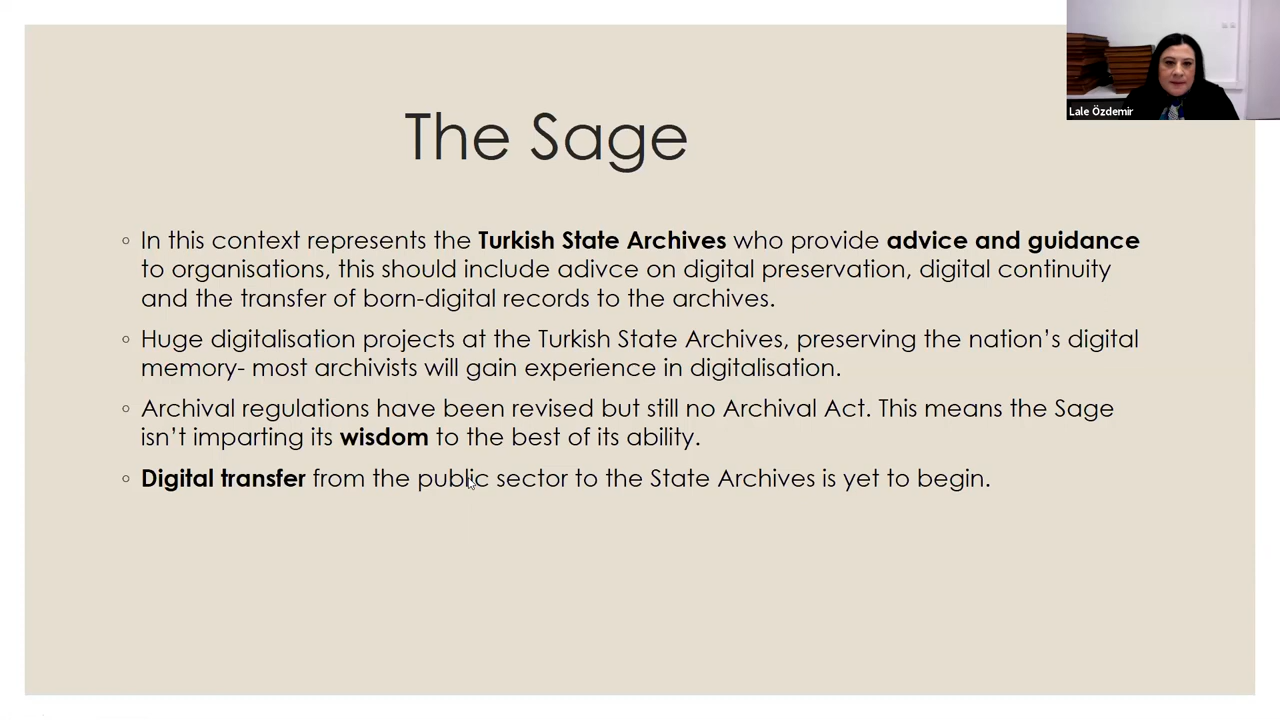 Lale Özdemir
The Sage
◦ In this context represents the Turkish State Archives who provide advice and guidance
to organisations, this should include adivce on digital preservation, digital continuity
and the transfer of born-digital records to the archives.
◦ Huge digitalisation projects at the Turkish State Archives, preserving the nation’s digital
memory- most archivists will gain experience in digitalisation.
◦ Archival regulations have been revised but still no Archival Act. This means the Sage
isn’t imparting its wisdom to the best of its ability.
◦ Digital transfer from the public sector to the State Archives is yet to begin.